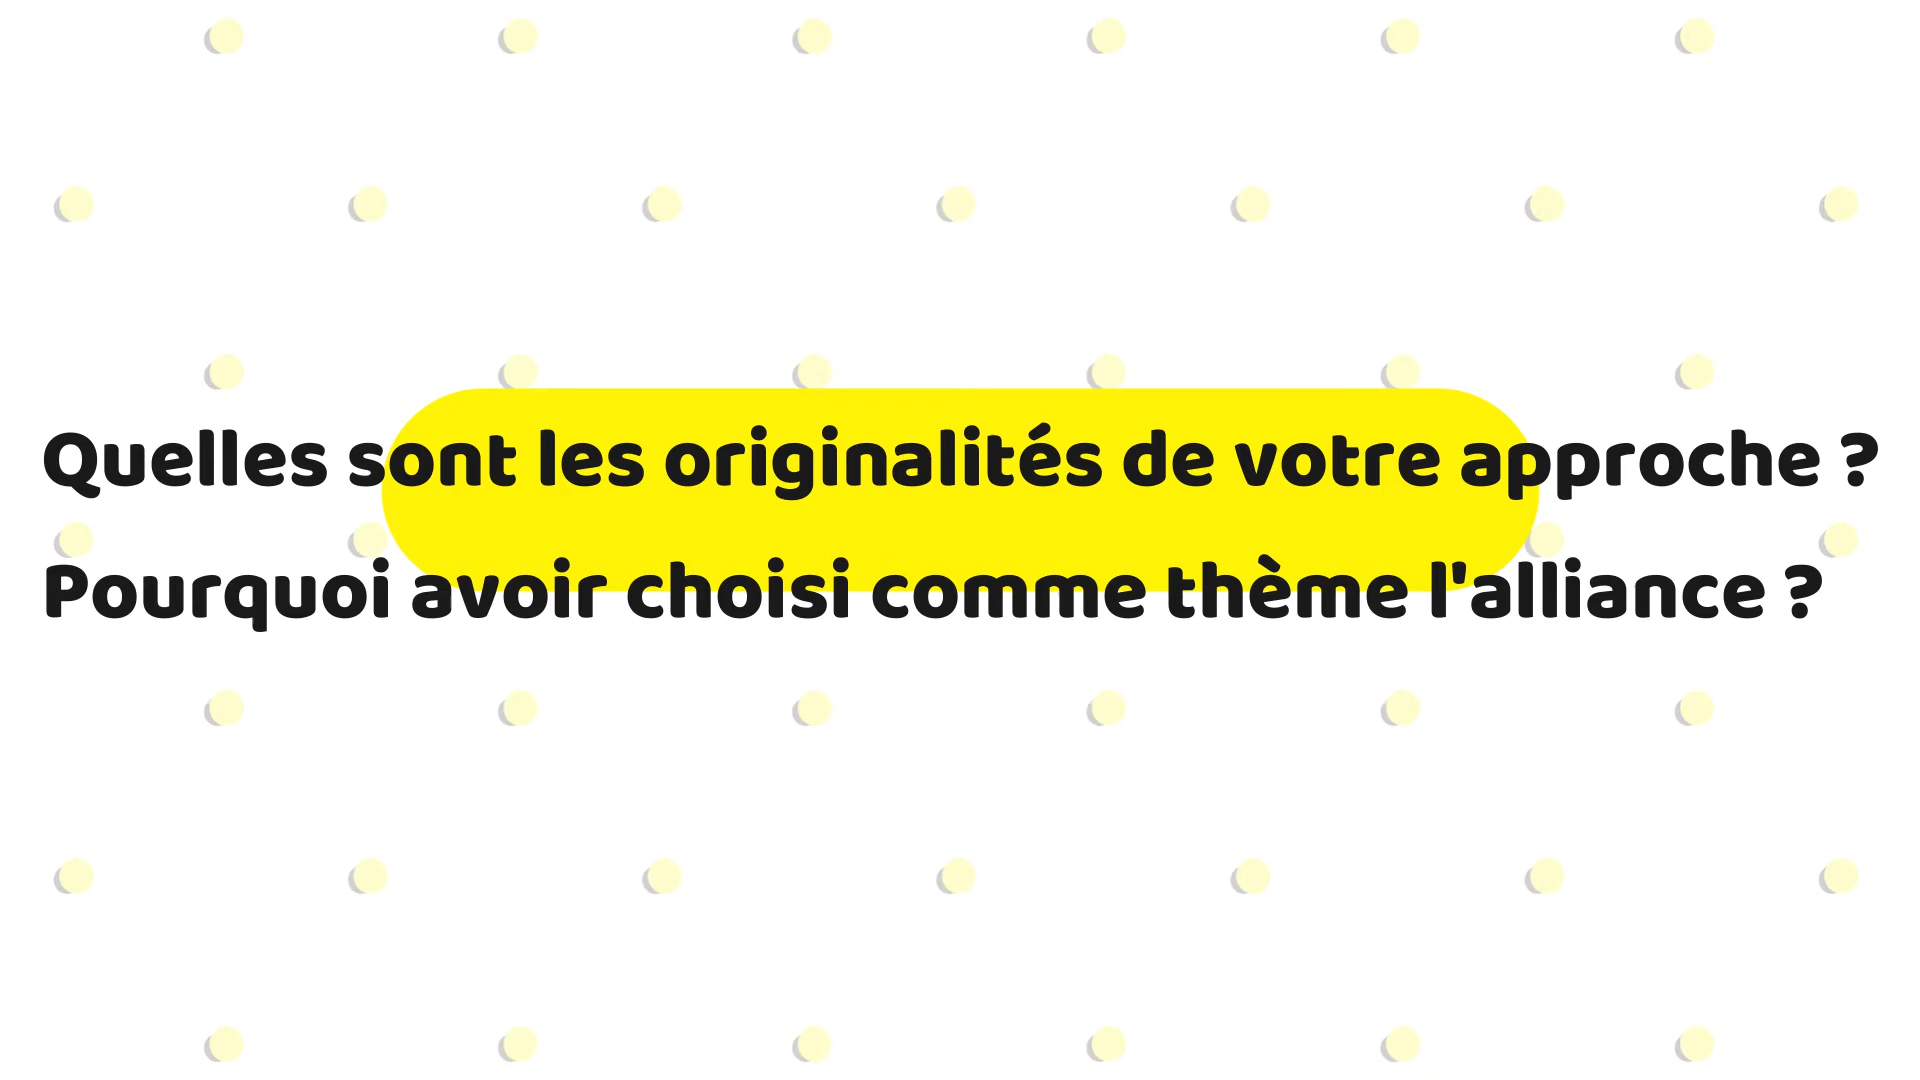 Quelles sont les originalités de votre approche ?
Pourquoi avoir choisi comme thème l'alliance ?